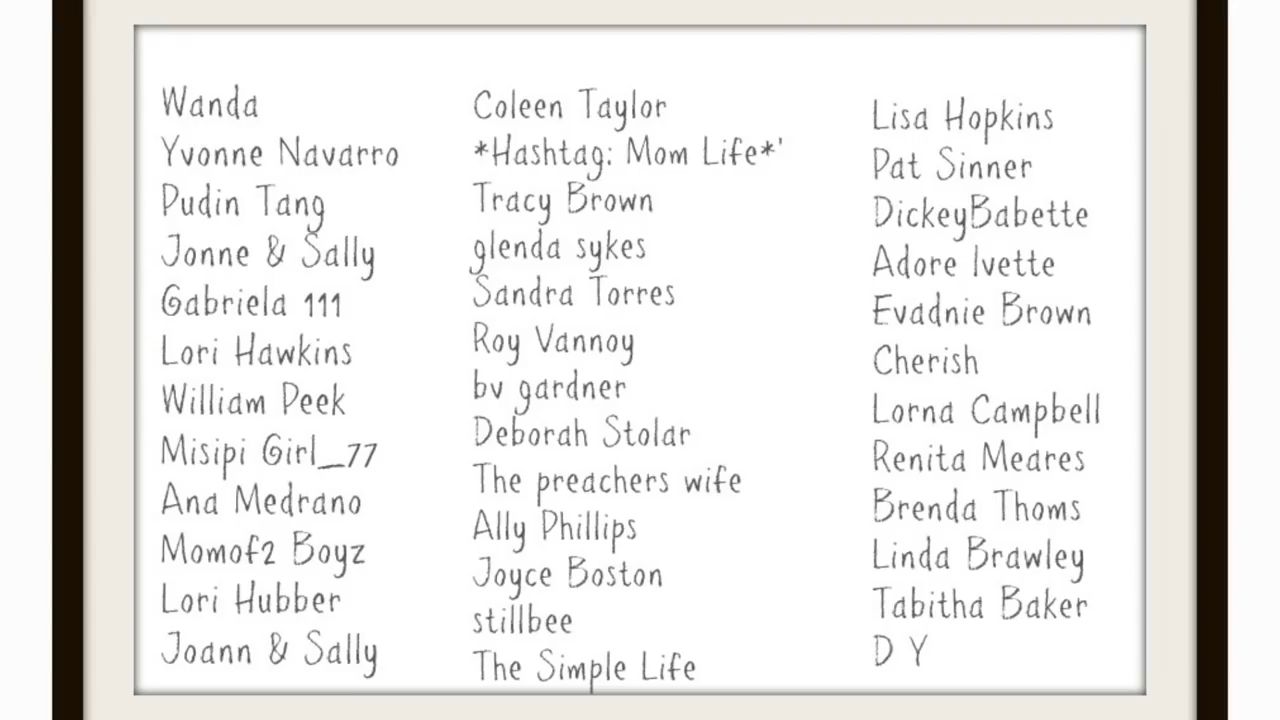 Wanda
Yvonne Navarro
Pudin Tang
Jonne & Sally
Gabriela 111
Lori Hawkins
William Peek
Misipi Girl_77
Ana Medrano
Momof2 Boyz
Lori Hubber
Joann & Sally
Coleen Taylor
*Hashtag: Mom Life*'
Tracy Brown
glenda sykes
Sandra Torres
Roy Vannoy
bv gardner
Deborah Stolar
The preachers wife
Ally Phillips
Joyce Boston
stillbee
The Simple Life
Lisa Hopkins
Pat Sinner
DickeyBabette
Adore Ivette
Evadnie Brown
Cherish
Lorna Campbell
Renita Meares
Brenda Thoms
Linda Brawley
Tabitha Baker
D Y